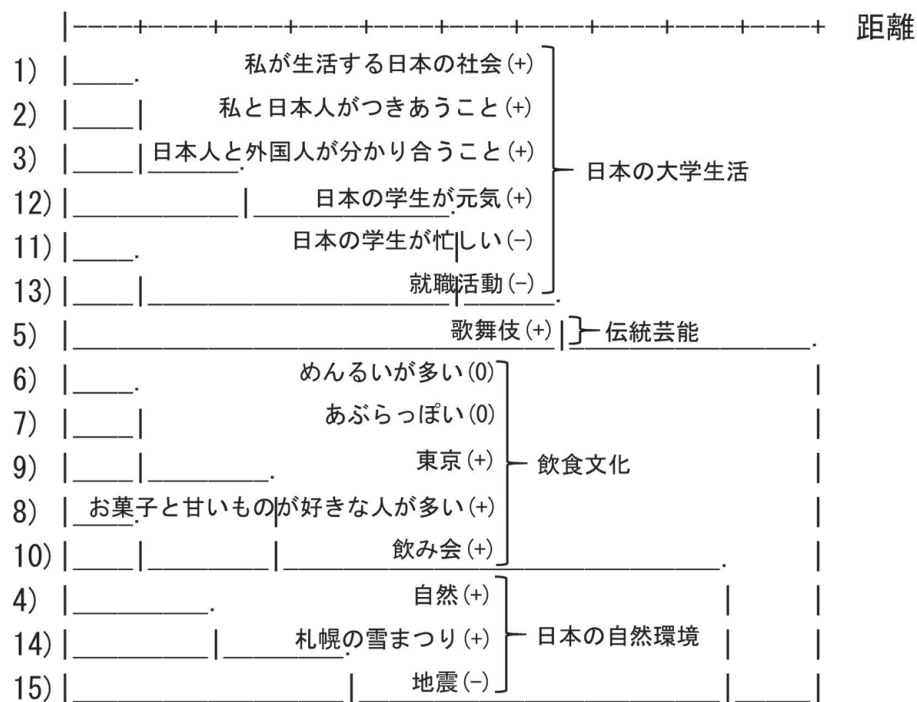 距離
1) 私が生活する日本の社会(+)
2) 私と日本人がつきあうこと(+)
3) 日本人と外国人が分かり合うこと(+)
日本の大学生活
12) 日本の学生が元気(+)
11) 日本の学生が忙しい(−)
13) 就職活動(−)
5) 歌舞伎(+) 伝統芸能
6) めんるいが多い(0)
7) あぶらっぽい(0)
9) 東京(+) 飲食文化
8) お菓子と甘いものが好きな人が多い(+)
10) 飲み会(+)
4) 自然(+)
14) 札幌の雪まつり(+) 日本の自然環境
15) 地震(−)